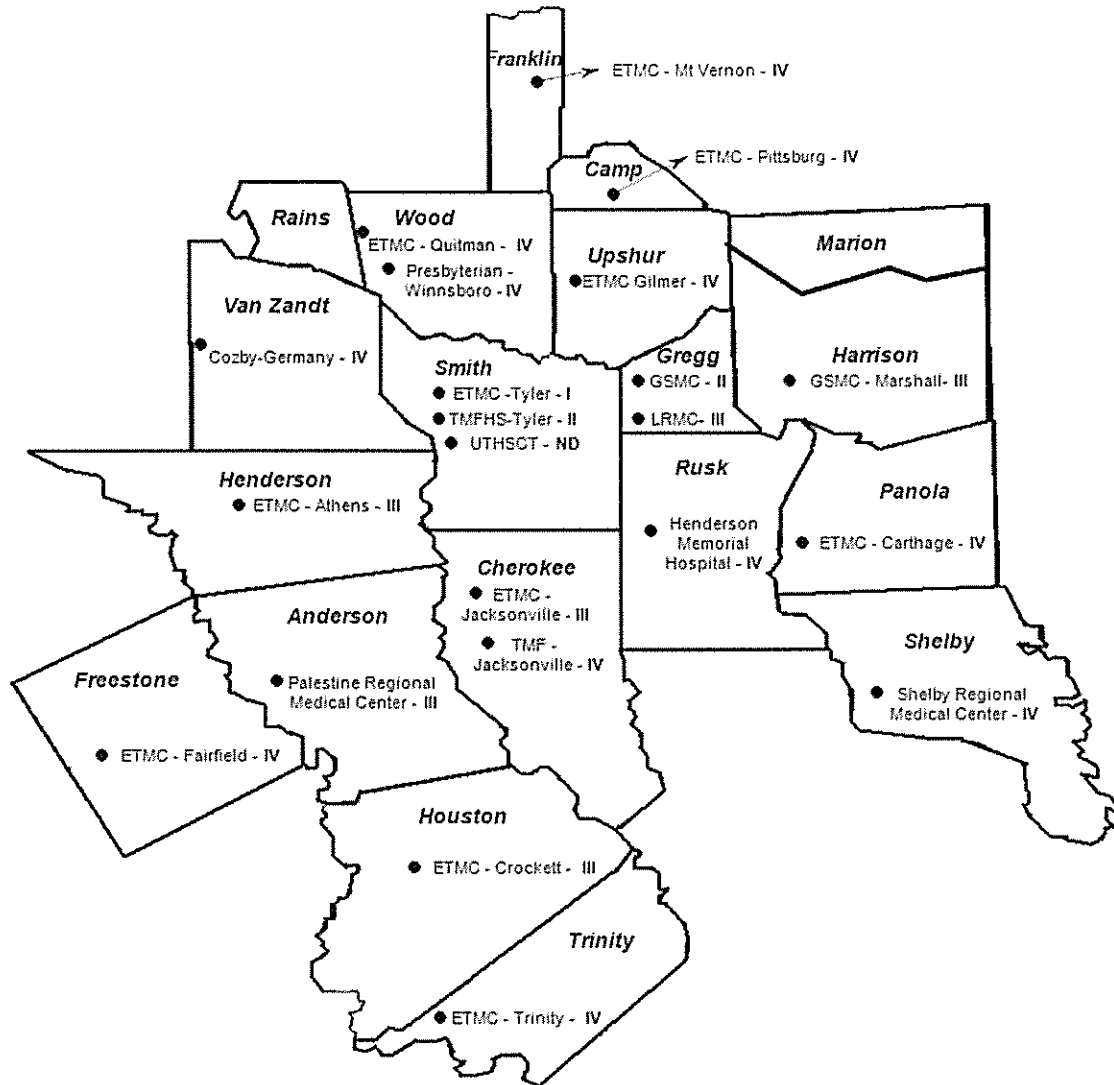 Franklin
ETMC - Mt Vernon - IV
Camp
ETMC - Pittsburg - IV
Rains
Wood
ETMC - Quitman - IV
Presbyterian -
Winnsboro - IV
Upshur
ETMC Gilmer - IV
Marion
Van Zandt
Cozby-Germany - IV
Smith
ETMC -Tyler - I
TMFHS-Tyler - II
UTHSCT - ND
Gregg
GSMC - II
LRMC- III
Harrison
GSMC - Marshall- III
Henderson
ETMC - Athens - III
Rusk
Henderson
Memorial
Hospital - IV
Panola
ETMC - Carthage - IV
Cherokee
ETMC -
Jacksonville - III
TMF -
Jacksonville - IV
Anderson
Palestine Regional
Medical Center - III
Freestone
ETMC - Fairfield - IV
Shelby
Shelby Regional
Medical Center - IV
Houston
ETMC - Crockett - III
Trinity
ETMC - Trinity - IV